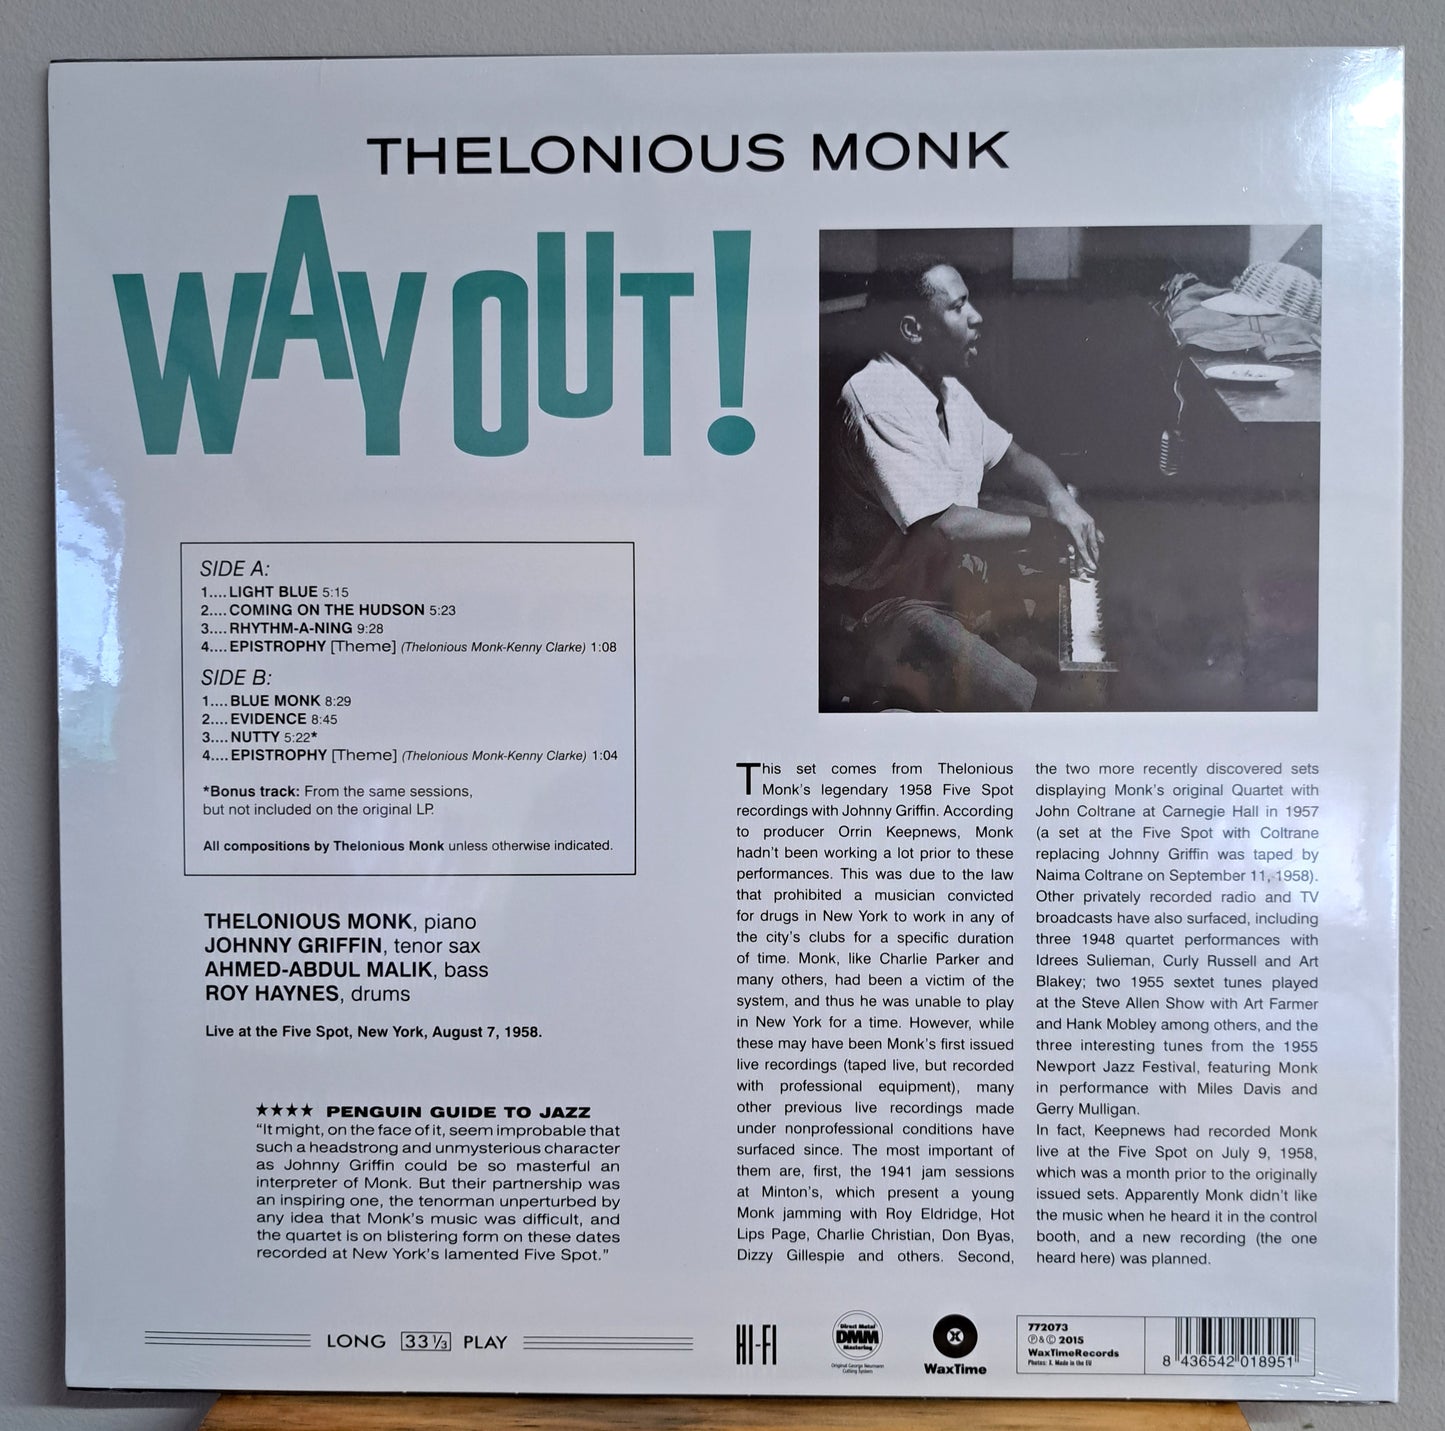 THELONIOUS MONK
WAY OUT!
SIDE A:
1....LIGHT BLUE 5:15
2....COMING ON THE HUDSON 5:23
3....RHYTHM-A-NING 9:28
4....EPISTROPHY [Theme] (Thelonious Monk-Kenny Clarke) 1:08
SIDE B:
1....BLUE MONK 8:29
2....EVIDENCE 8:45
3....NUTTY 5:22*
4....EPISTROPHY [Theme] (Thelonious Monk-Kenny Clarke) 1:04
*Bonus track: From the same sessions,
but not included on the original LP.
All compositions by Thelonious Monk unless otherwise indicated.
THELONIOUS MONK, piano
JOHNNY GRIFFIN, tenor sax
AHMED-ABDUL MALIK, bass
ROY HAYNES, drums
Live at the Five Spot, New York, August 7, 1958.
★★★★ PENGUIN GUIDE TO JAZZ
“It might, on the face of it, seem improbable that
such a headstrong and unmysterious character
as Johnny Griffin could be so masterful an
interpreter of Monk. But their partnership was
an inspiring one, the tenorman unperturbed by
any idea that Monk’s music was difficult, and
the quartet is on blistering form on these dates
recorded at New York’s lamented Five Spot.”
This set comes from Thelonious
Monk’s legendary 1958 Five Spot
recordings with Johnny Griffin. According
to producer Orrin Keepnews, Monk
hadn’t been working a lot prior to these
performances. This was due to the law
that prohibited a musician convicted
for drugs in New York to work in any of
the city’s clubs for a specific duration
of time. Monk, like Charlie Parker and
many others, had been a victim of the
system, and thus he was unable to play
in New York for a time. However, while
these may have been Monk’s first issued
live recordings (taped live, but recorded
with professional equipment), many
other previous live recordings made
under nonprofessional conditions have
surfaced since. The most important of
them are, first, the 1941 jam sessions
at Minton’s, which present a young
Monk jamming with Roy Eldridge, Hot
Lips Page, Charlie Christian, Don Byas,
Dizzy Gillespie and others. Second,
the two more recently discovered sets
displaying Monk’s original Quartet with
John Coltrane at Carnegie Hall in 1957
(a set at the Five Spot with Coltrane
replacing Johnny Griffin was taped by
Naima Coltrane on September 11, 1958).
Other privately recorded radio and TV
broadcasts have also surfaced, including
three 1948 quartet performances with
Idrees Sulieman, Curly Russell and Art
Blakey; two 1955 sextet tunes played
at the Steve Allen Show with Art Farmer
and Hank Mobley among others, and the
three interesting tunes from the 1955
Newport Jazz Festival, featuring Monk
in performance with Miles Davis and
Gerry Mulligan.
In fact, Keepnews had recorded Monk
live at the Five Spot on July 9, 1958,
which was a month prior to the originally
issued sets. Apparently Monk didn’t like
the music when he heard it in the control
booth, and a new recording (the one
heard here) was planned.
LONG 33⅓ PLAY
HI-FI
Direct Metal
DMM
Mastering
Original George Neumann
Cutting System
WaxTime
772073
℗&© 2015
WaxTimeRecords
Photos: X. Made in the EU
8 436542 018951